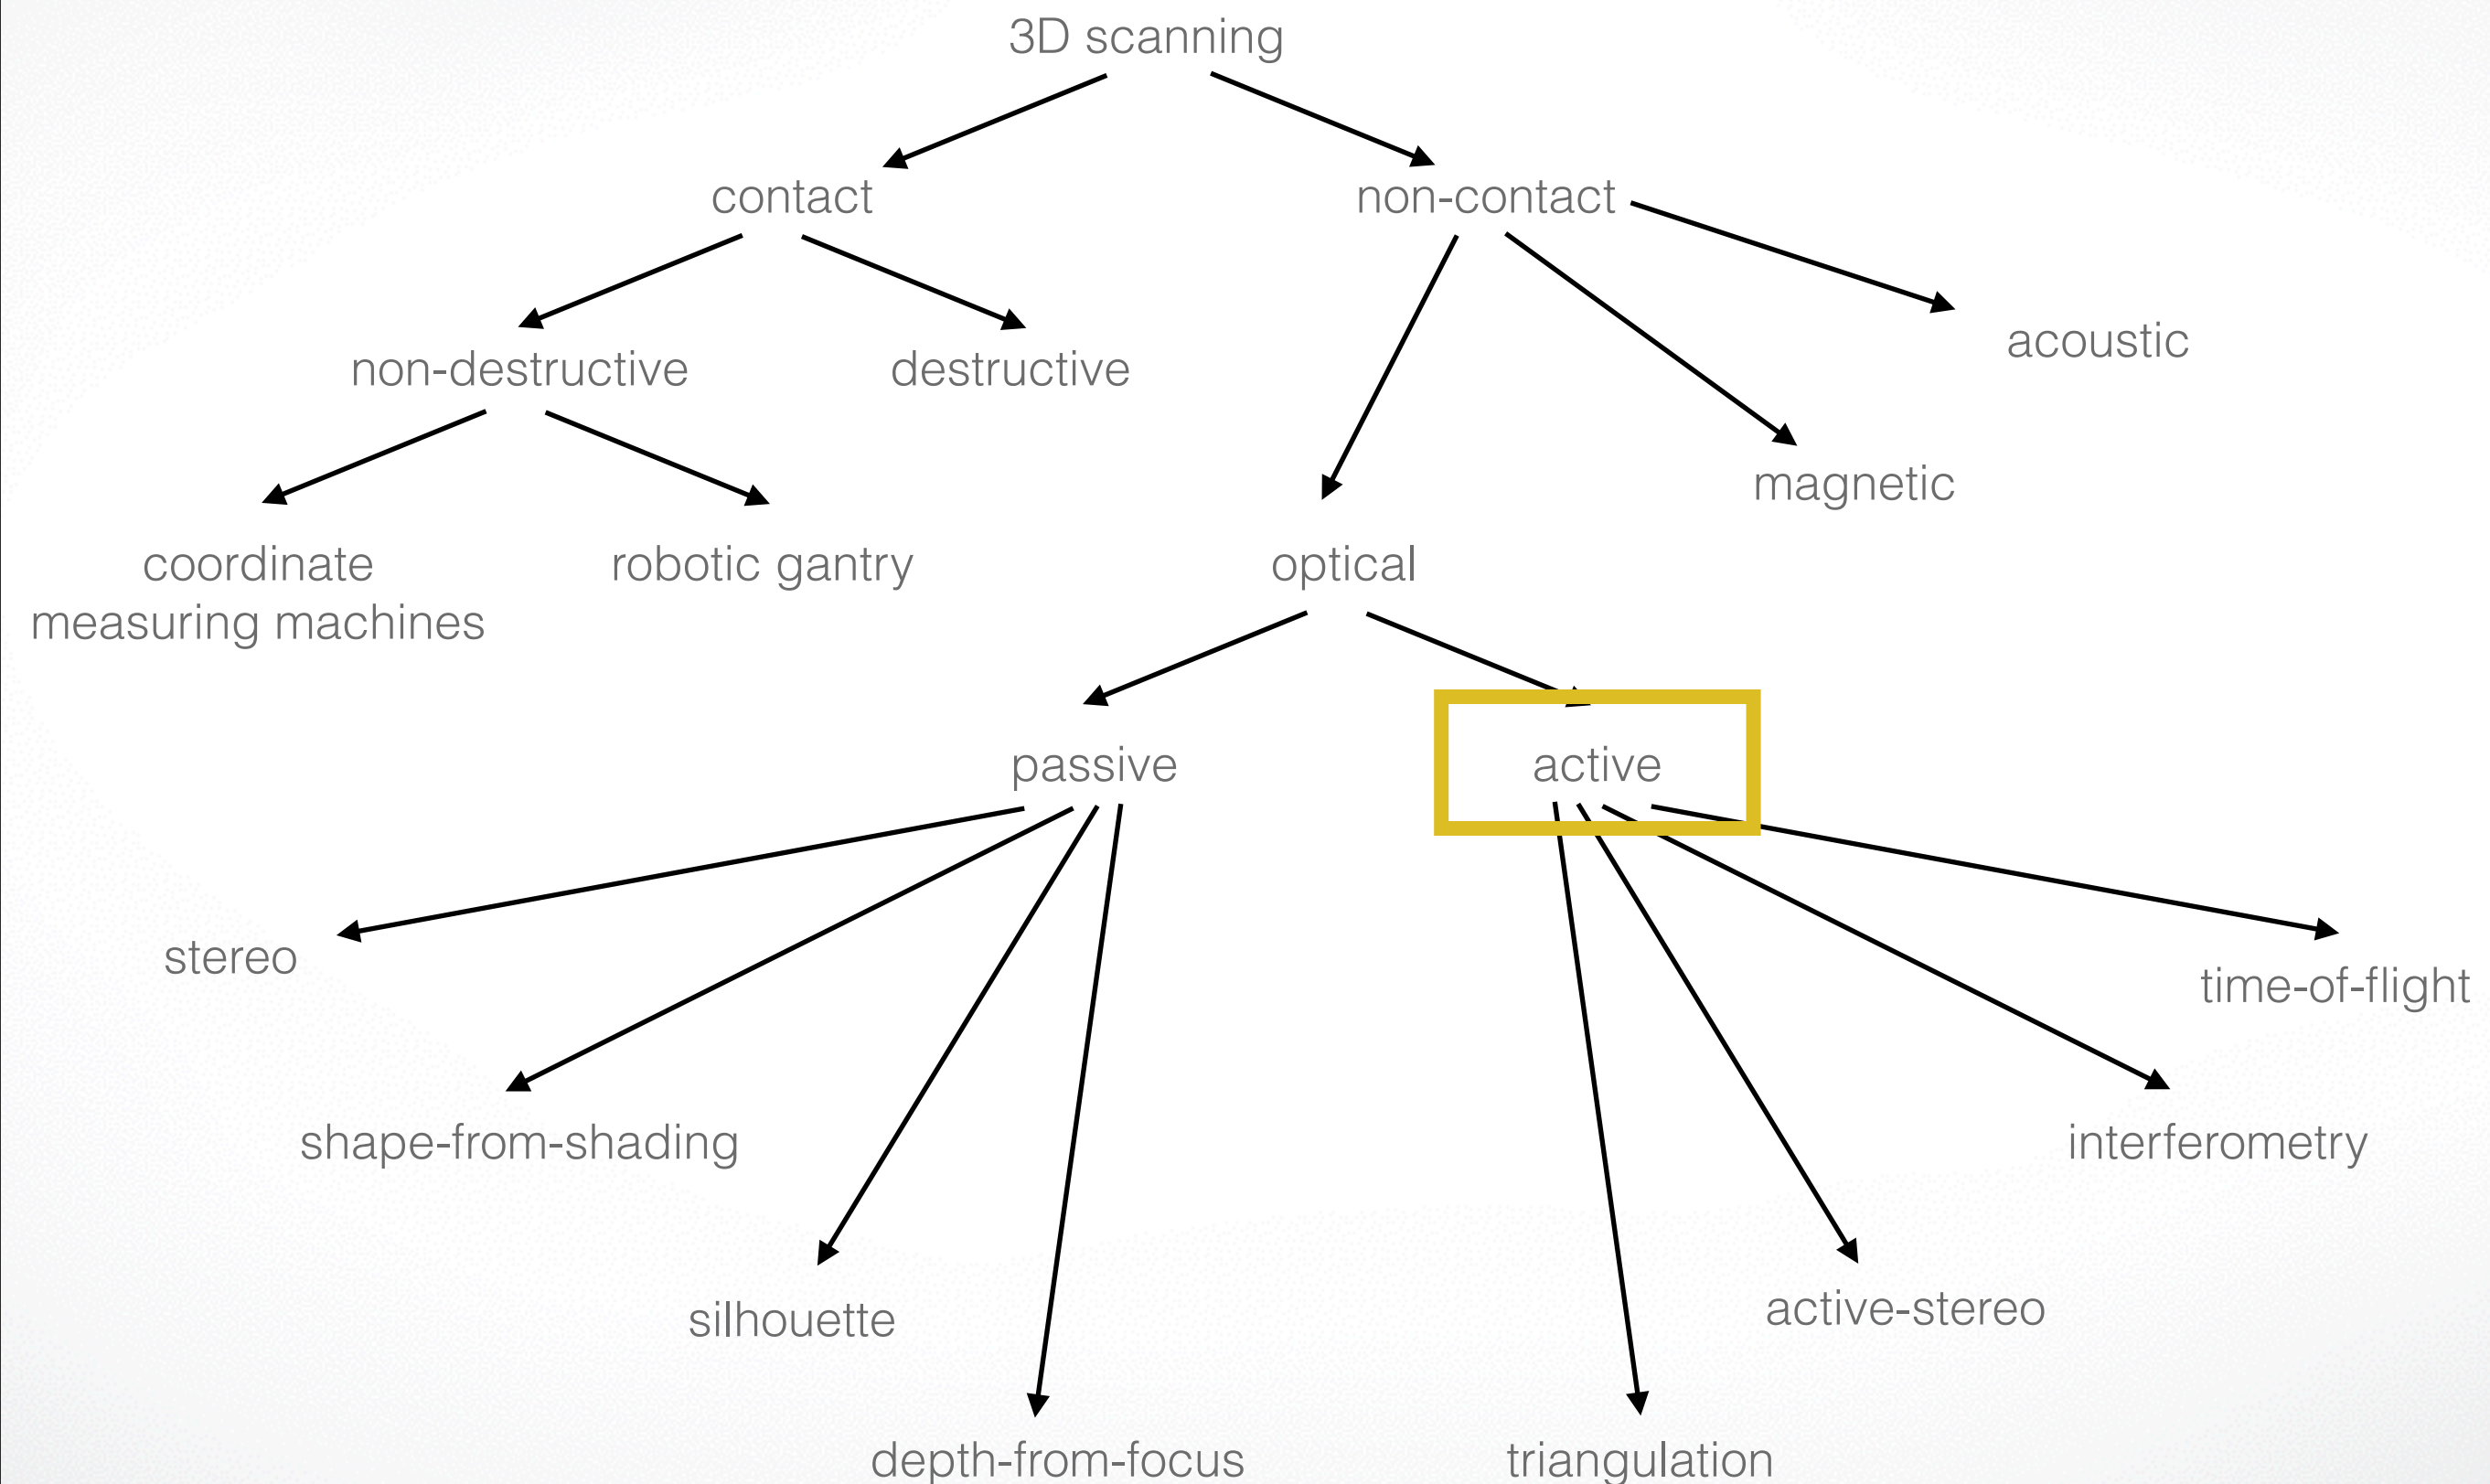 3D scanning
contact
non-contact
acoustic
non-destructive
destructive
magnetic
coordinate
measuring machines
robotic gantry
optical
passive
active
stereo
time-of-flight
shape-from-shading
interferometry
silhouette
active-stereo
depth-from-focus
triangulation